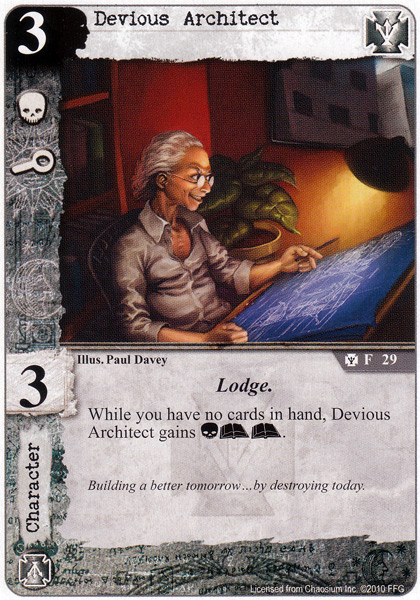 3
Devious Architect
Illus. Paul Davey
F 29
3
Lodge.
While you have no cards in hand, Devious
Architect gains .
Building a better tomorrow…by destroying today.
Character
Licensed from Chaosium Inc. ©2010 FFG